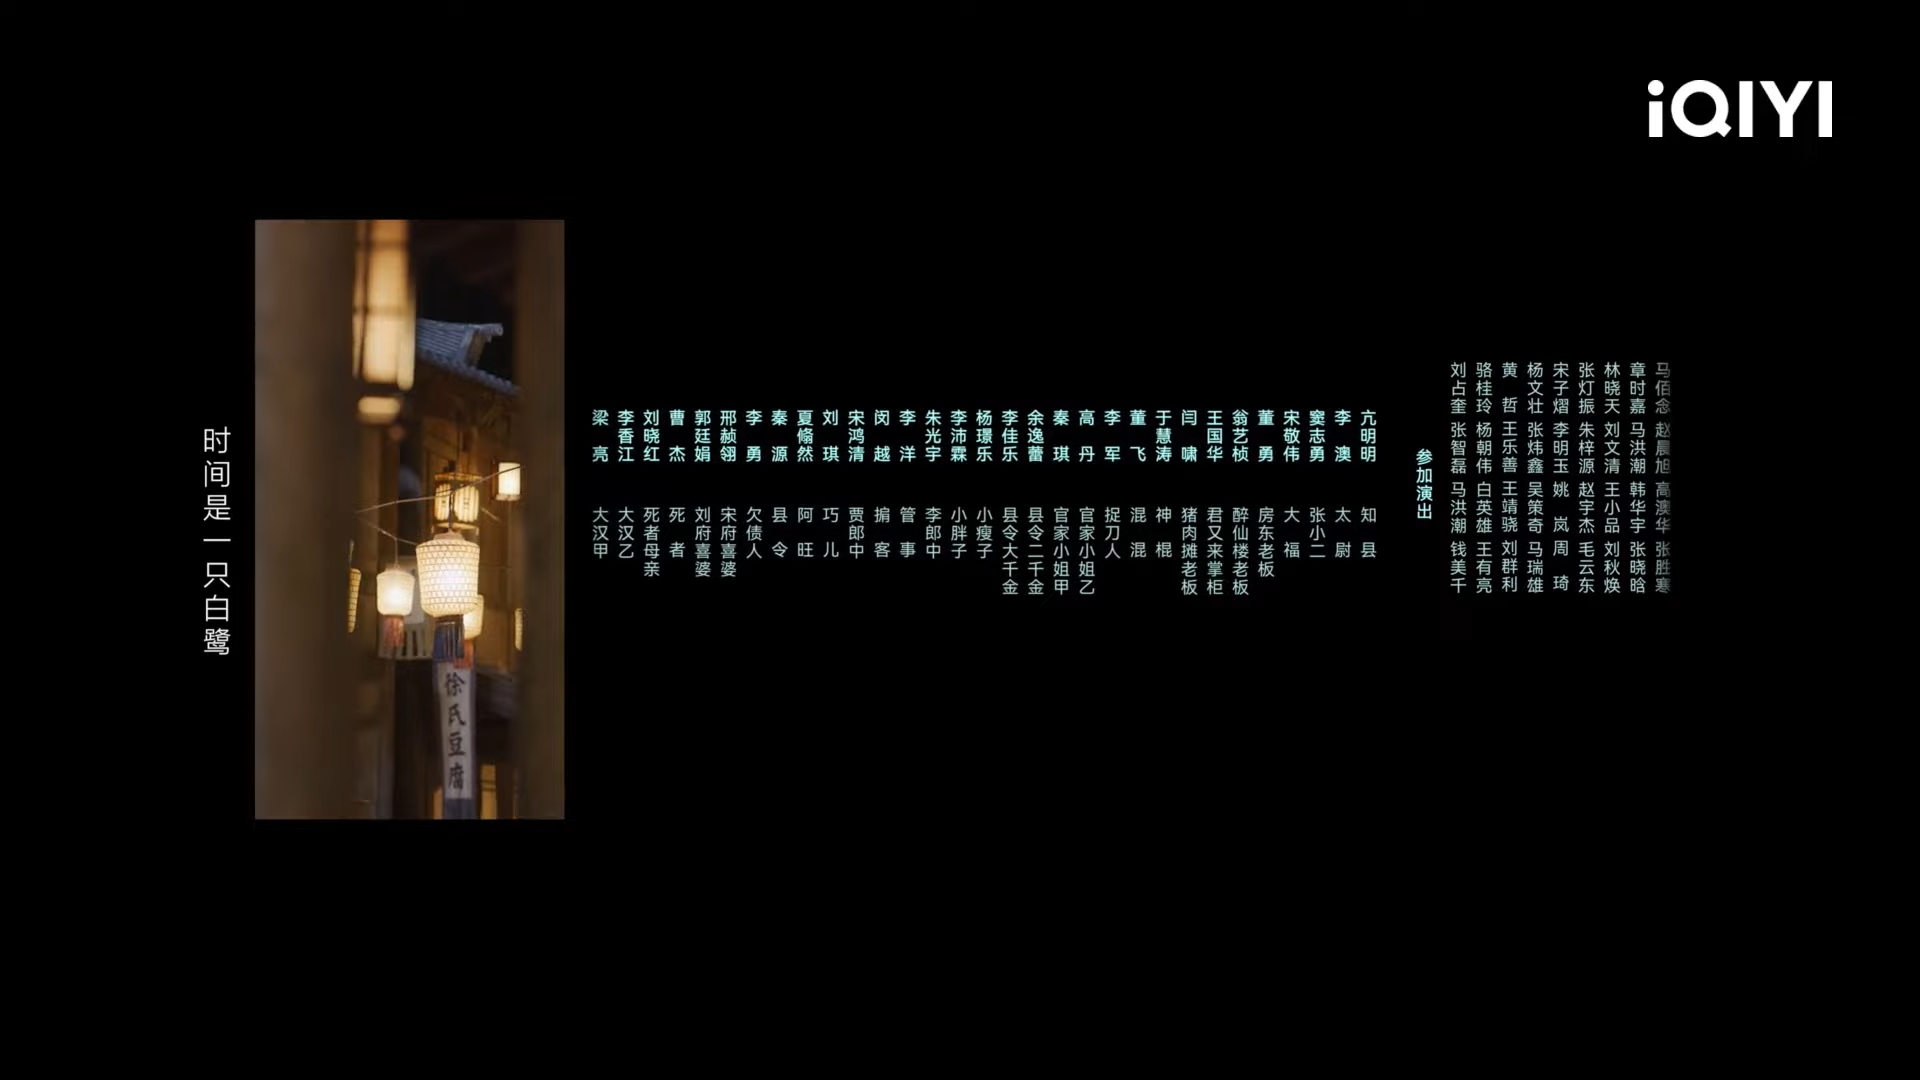 iQIYI
时间是一只白鹭
徐氏豆腐
梁亮 大汉甲
李香江 大汉乙
刘晓红 死者母亲
曹杰 死者
郭廷娟 刘府喜婆
邢赪翎 宋府喜婆
李勇 欠债人
秦源 县令
夏翛然 阿旺
刘琪 巧儿
宋鸿清 贾郎中
闵越 掮客
李洋 管事
朱光宇 李郎中
李沛霖 小胖子
杨璟乐 小瘦子
李佳乐 县令大千金
余逸蕾 县令二千金
秦琪 官家小姐甲
高丹 官家小姐乙
李军 捉刀人
董飞 混混
于慧涛 神棍
闫啸 猪肉摊老板
王国华 君又来掌柜
翁艺桢 醉仙楼老板
董勇 房东老板
宋敬伟 大福
窦志勇 张小二
李澳 太尉
亢明明 知县
参加演出
刘占奎 张智磊 马洪潮 钱美千
骆桂玲 杨朝伟 白英雄 王有亮
黄哲 王乐善 王靖骁 刘群利
杨文壮 张炜鑫 吴策奇 马瑞雄
宋子熠 李明玉 姚岚 周琦
张灯振 朱梓源 赵宇杰 毛云东
林晓天 刘文清 王小品 刘秋焕
章时嘉 马洪潮 韩华宇 张晓晗
马佰念 赵晨旭 高澳华 张胜寒